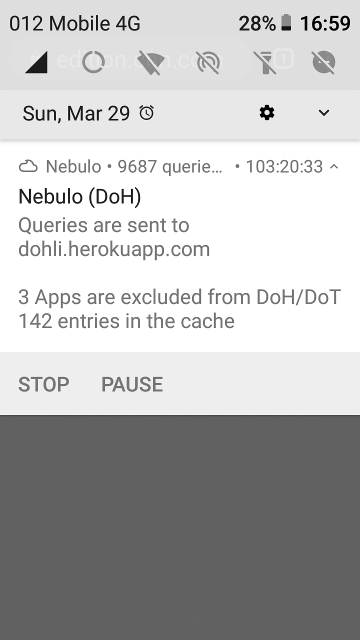 012 Mobile 4G 28% 16:59
Sun, Mar 29
Nebulo • 9687 querie... • 103:20:33
Nebulo (DoH)
Queries are sent to
dohli.herokuapp.com
3 Apps are excluded from DoH/DoT
142 entries in the cache
STOP PAUSE